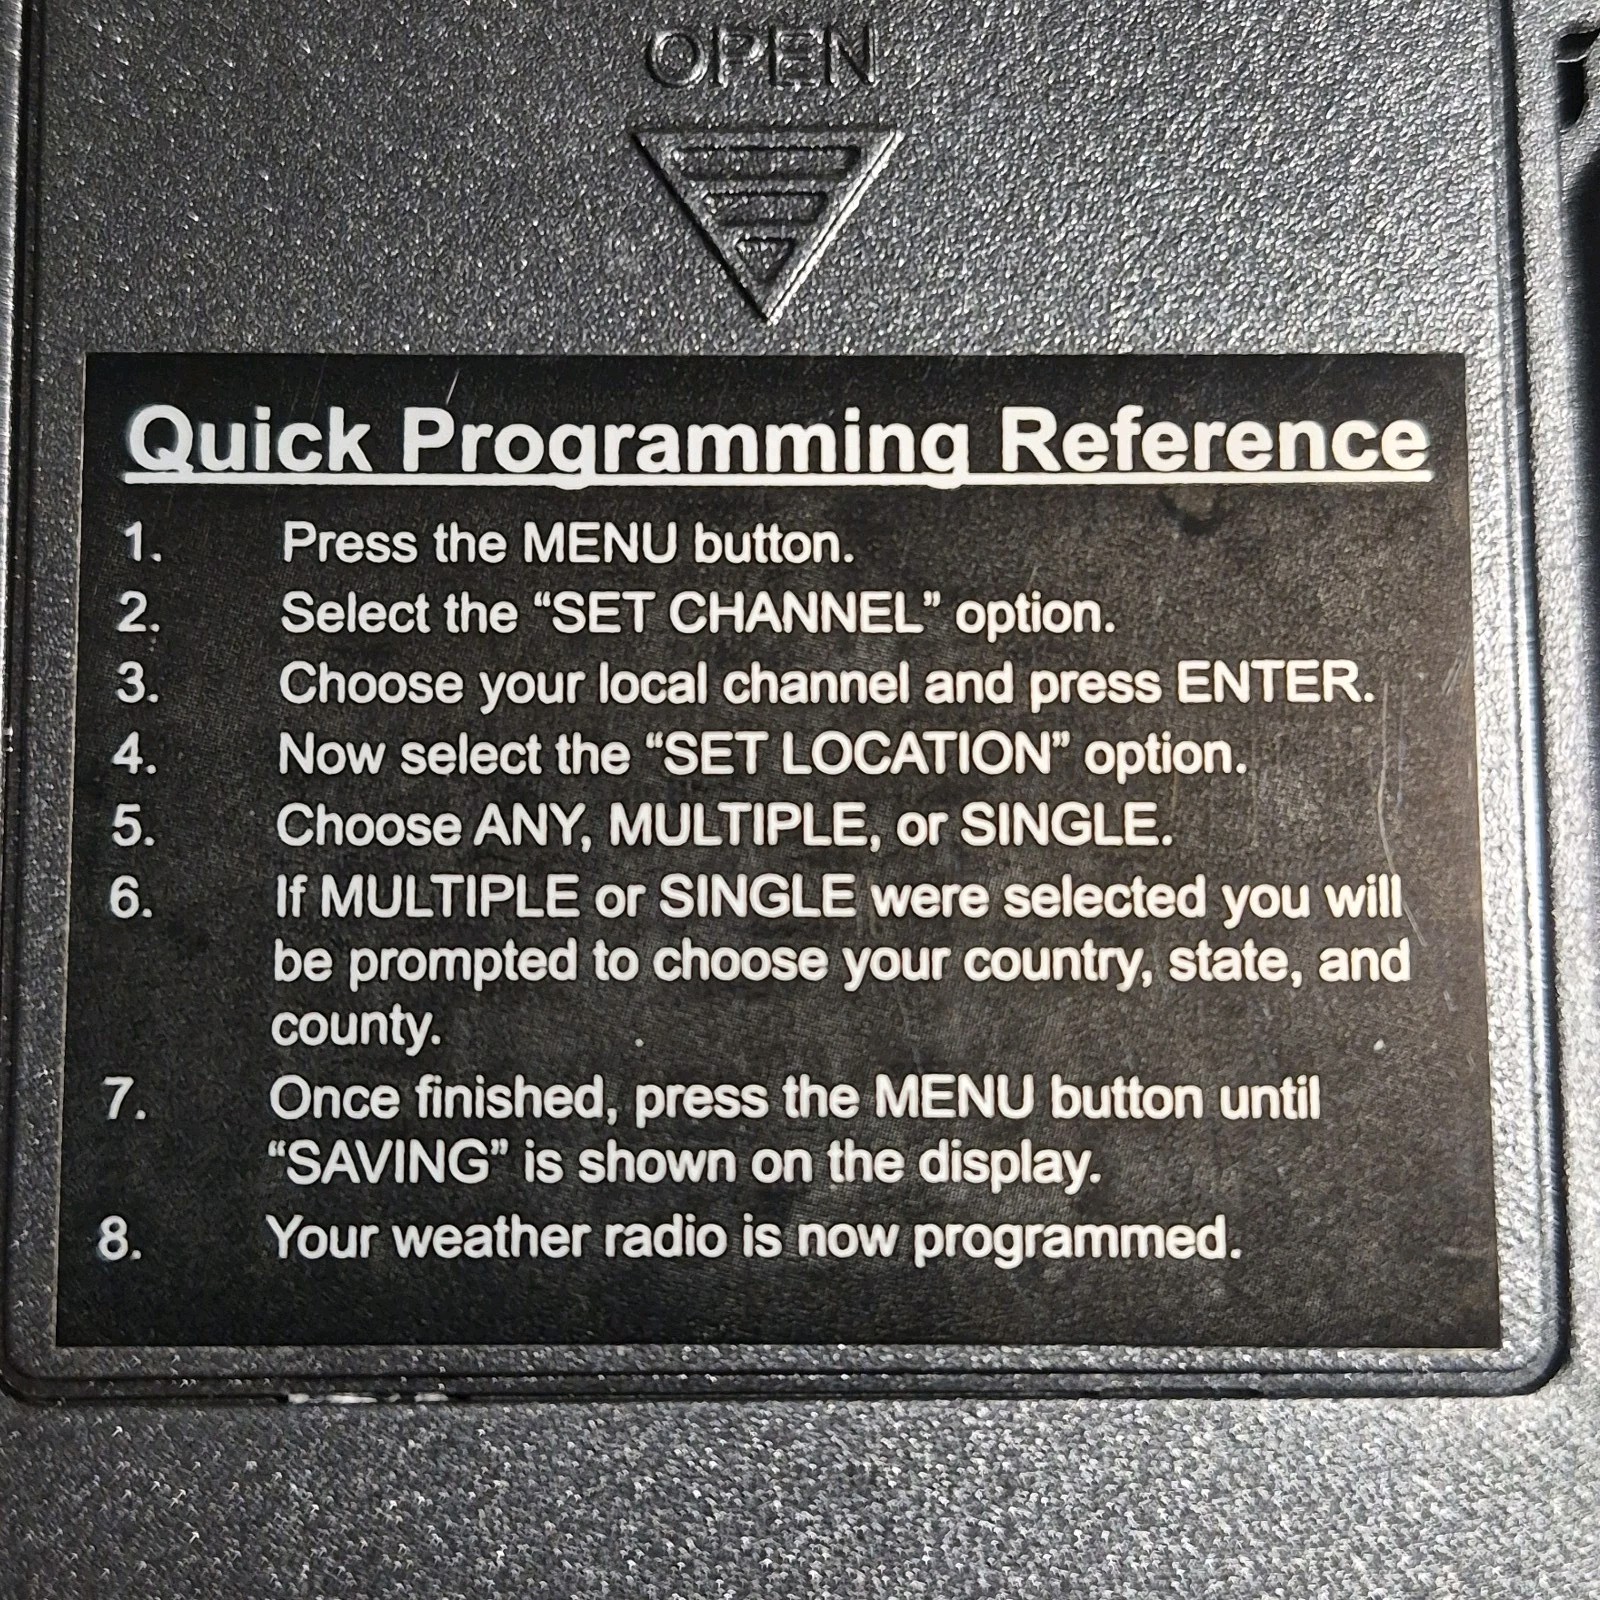 OPEN
Quick Programming Reference
1. Press the MENU button.
2. Select the “SET CHANNEL” option.
3. Choose your local channel and press ENTER.
4. Now select the “SET LOCATION” option.
5. Choose ANY, MULTIPLE, or SINGLE.
6. If MULTIPLE or SINGLE were selected you will
be prompted to choose your country, state, and
county.
7. Once finished, press the MENU button until
“SAVING” is shown on the display.
8. Your weather radio is now programmed.